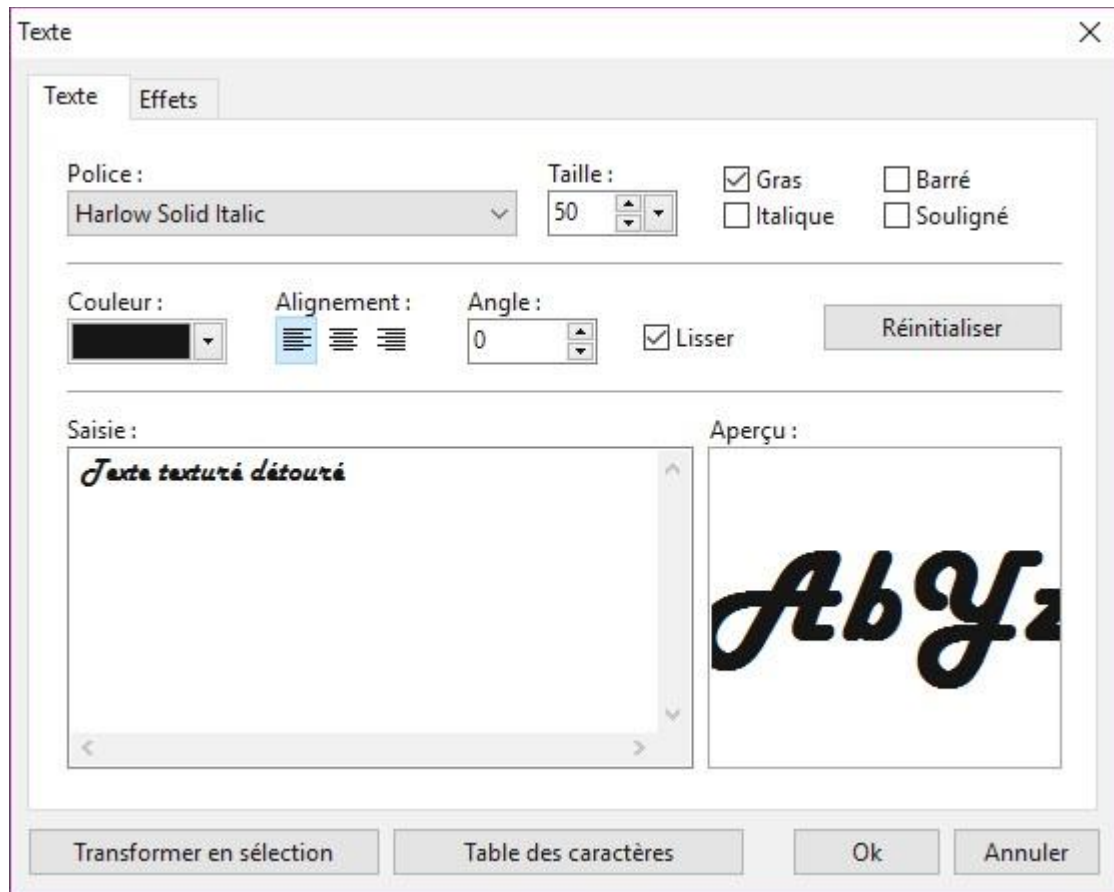 Texte
Texte Effets
Police : Taille : Gras Barré
Harlow Solid Italic 50 Italique Souligné
Couleur : Alignement : Angle :
0 Lisser Réinitialiser
Saisie : Aperçu :
Texte texturé détouré
AbYz
Transformer en sélection Table des caractères Ok Annuler